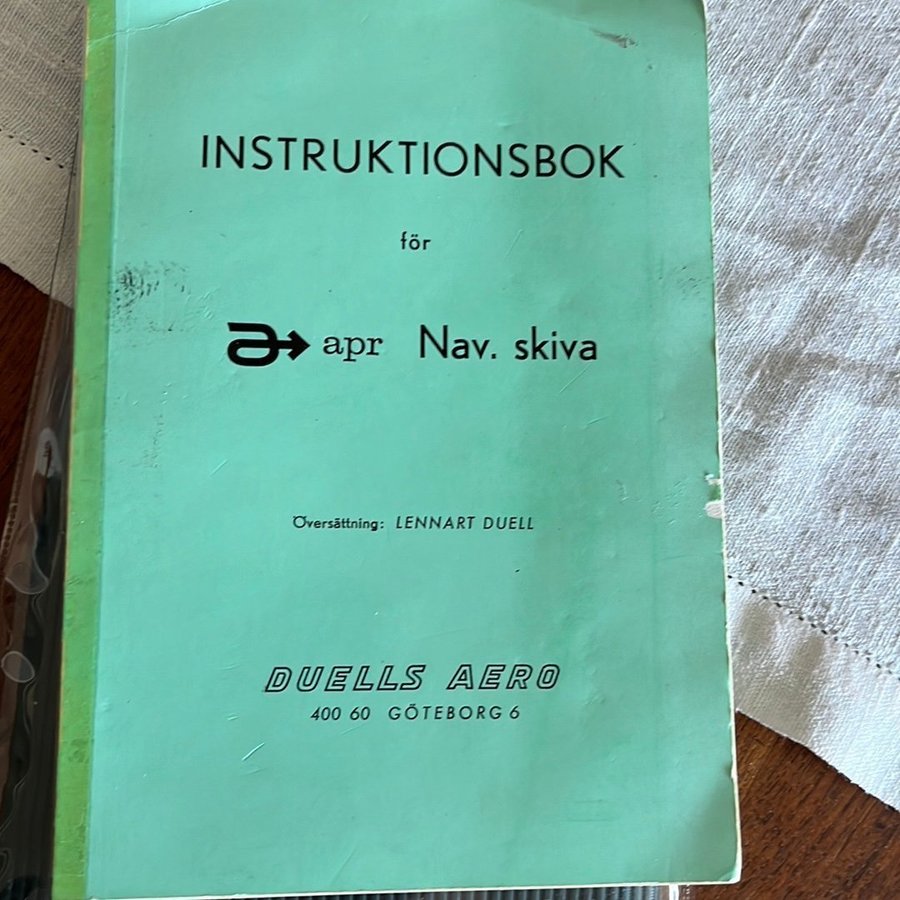 INSTRUKTIONSBOK
för
apr Nav. skiva
Översättning: LENNART DUELL
DUELLS AERO
400 60 GÖTEBORG 6